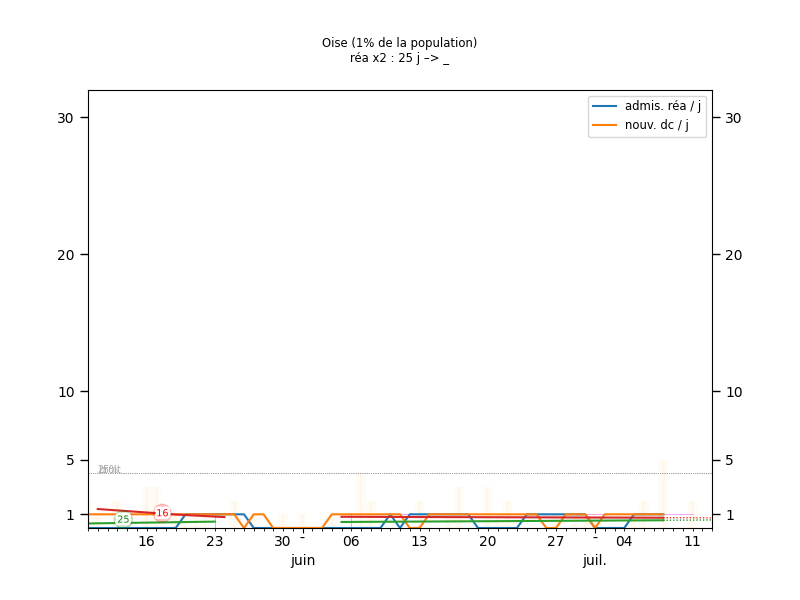 Oise (1% de la population)
réa x2 : 25 j –> _
admis. réa / j
nouv. dc / j
30 30
20 20
10 10
5 5
1 1
25
16
16 23 30 - 06 13 20 27 - 04 11
juin juil.